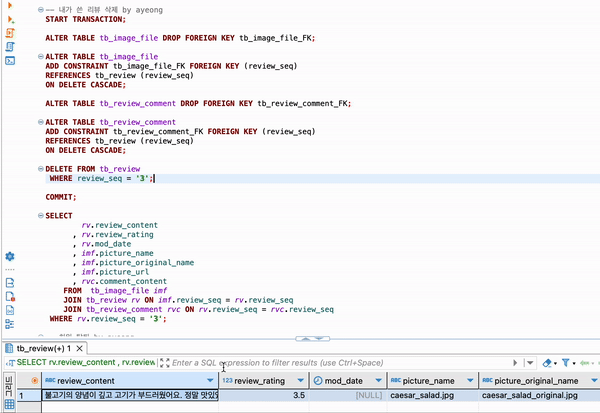 -- 내가 쓴 리뷰 삭제 by ayeong
START TRANSACTION;
ALTER TABLE tb_image_file DROP FOREIGN KEY tb_image_file_FK;
ALTER TABLE tb_image_file
ADD CONSTRAINT tb_image_file_FK FOREIGN KEY (review_seq)
REFERENCES tb_review (review_seq)
ON DELETE CASCADE;
ALTER TABLE tb_review_comment DROP FOREIGN KEY tb_review_comment_FK;
ALTER TABLE tb_review_comment
ADD CONSTRAINT tb_review_comment_FK FOREIGN KEY (review_seq)
REFERENCES tb_review (review_seq)
ON DELETE CASCADE;
DELETE FROM tb_review
WHERE review_seq = '3';
COMMIT;
SELECT
rv.review_content
, rv.review_rating
, rv.mod_date
, imf.picture_name
, imf.picture_original_name
, imf.picture_url
, rvc.comment_content
FROM tb_image_file imf
JOIN tb_review rv ON imf.review_seq = rv.review_seq
JOIN tb_review_comment rvc ON rv.review_seq = rvc.review_seq
WHERE rv.review_seq = '3';
tb_review(+) 1
SELECT rv.review_content , rv.review Enter a SQL expression to filter results (use Ctrl+Space)
ABC review_content 123 review_rating mod_date ABC picture_name ABC picture_original_name
1 불고기의 양념이 깊고 고기가 부드러웠어요. 정말 맛있 3.5 [NULL] caesar_salad.jpg caesar_salad_original.jpg